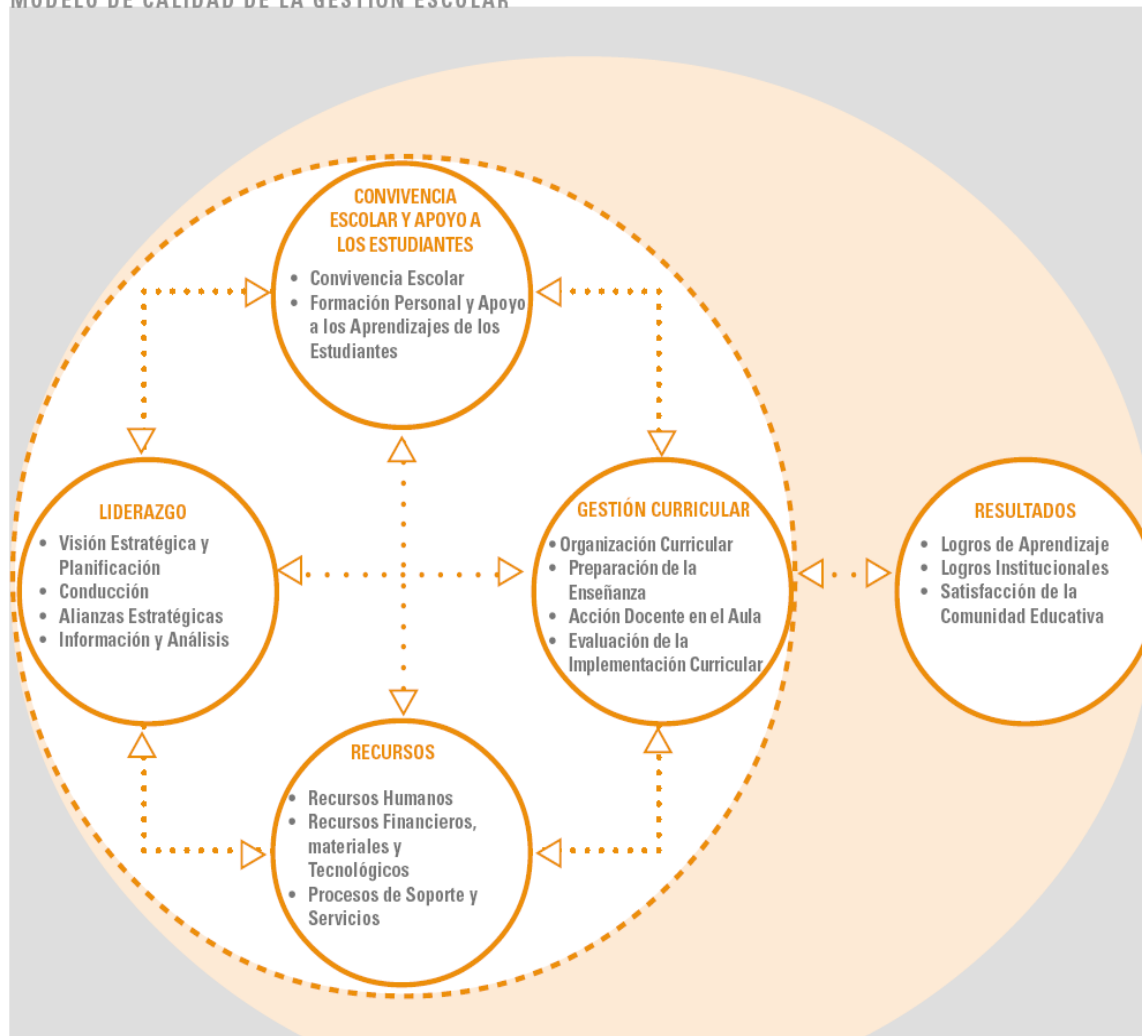 MODELO DE CALIDAD DE LA GESTIÓN ESCOLAR
CONVIVENCIA
ESCOLAR Y APOYO A
LOS ESTUDIANTES
• Convivencia Escolar
• Formación Personal y Apoyo
a los Aprendizajes de los
Estudiantes
LIDERAZGO
• Visión Estratégica y
Planificación
• Conducción
• Alianzas Estratégicas
• Información y Análisis
GESTIÓN CURRICULAR
• Organización Curricular
• Preparación de la
Enseñanza
• Acción Docente en el Aula
• Evaluación de la
Implementación Curricular
RESULTADOS
• Logros de Aprendizaje
• Logros Institucionales
• Satisfacción de la
Comunidad Educativa
RECURSOS
• Recursos Humanos
• Recursos Financieros,
materiales y
Tecnológicos
• Procesos de Soporte y
Servicios